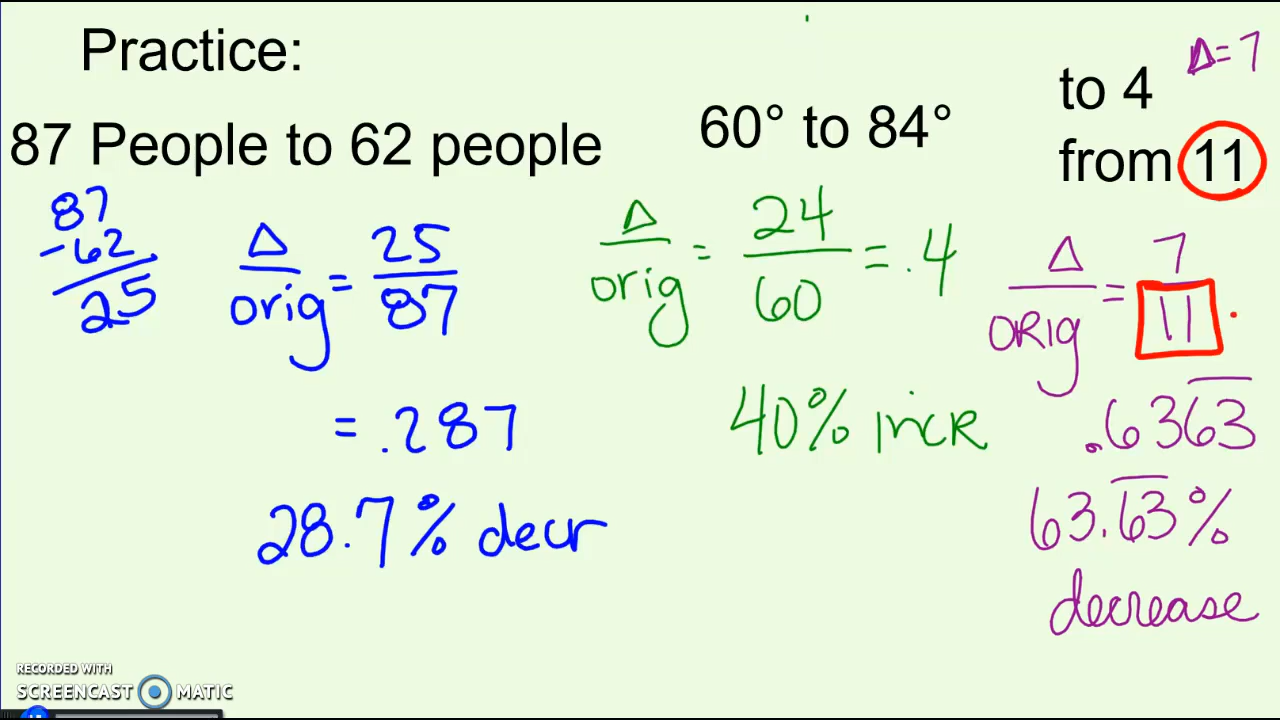 Practice:
87 People to 62 people
87
-62
25
Δ
orig
=
25
87
= .287
28.7% decr
60° to 84°
Δ
orig
=
24
60
= .4
40% incr
Δ=7
to 4
from 11
Δ
ORIG
=
7
11
.6363
63.63%
decrease
RECORDED WITH
SCREENCAST MATIC